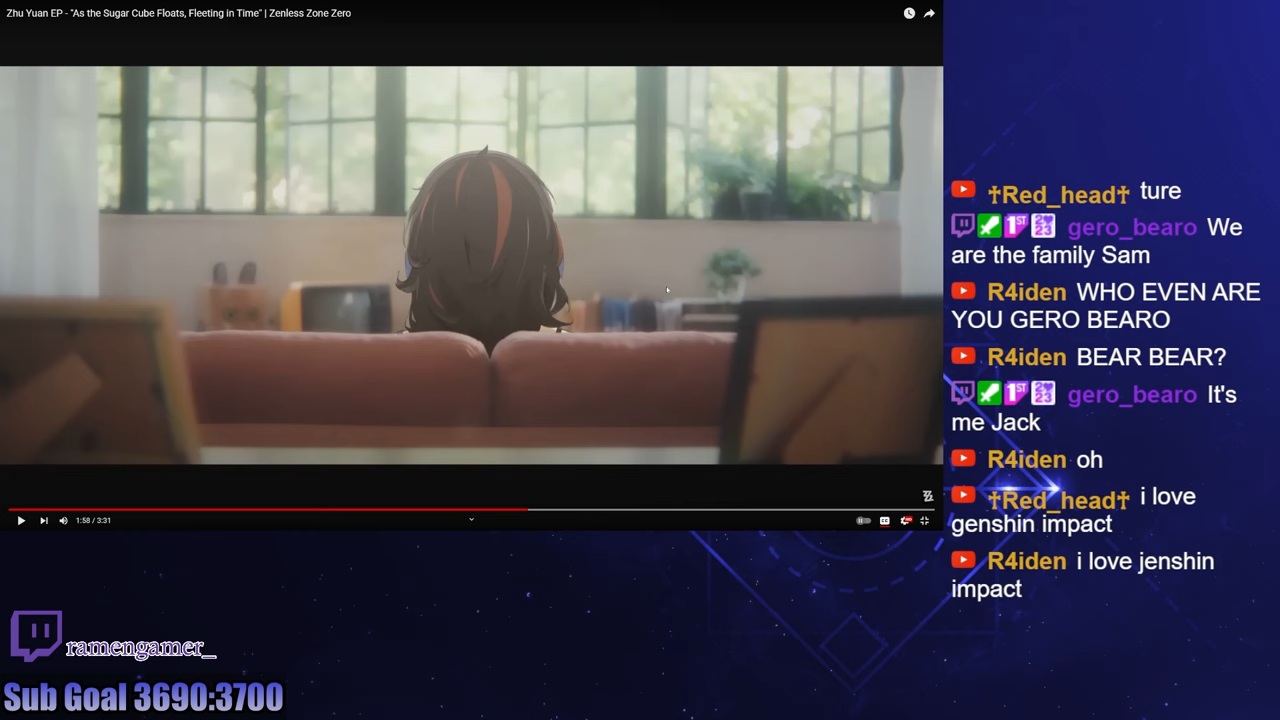 Zhu Yuan EP - "As the Sugar Cube Floats, Fleeting in Time" | Zenless Zone Zero
1:58 / 3:31
✝Red_head✝ ture
gero_bearo We
are the family Sam
R4iden WHO EVEN ARE
YOU GERO BEARO
R4iden BEAR BEAR?
gero_bearo It's
me Jack
R4iden oh
✝Red_head✝ i love
genshin impact
R4iden i love jenshin
impact
ramengamer_
Sub Goal 3690:3700